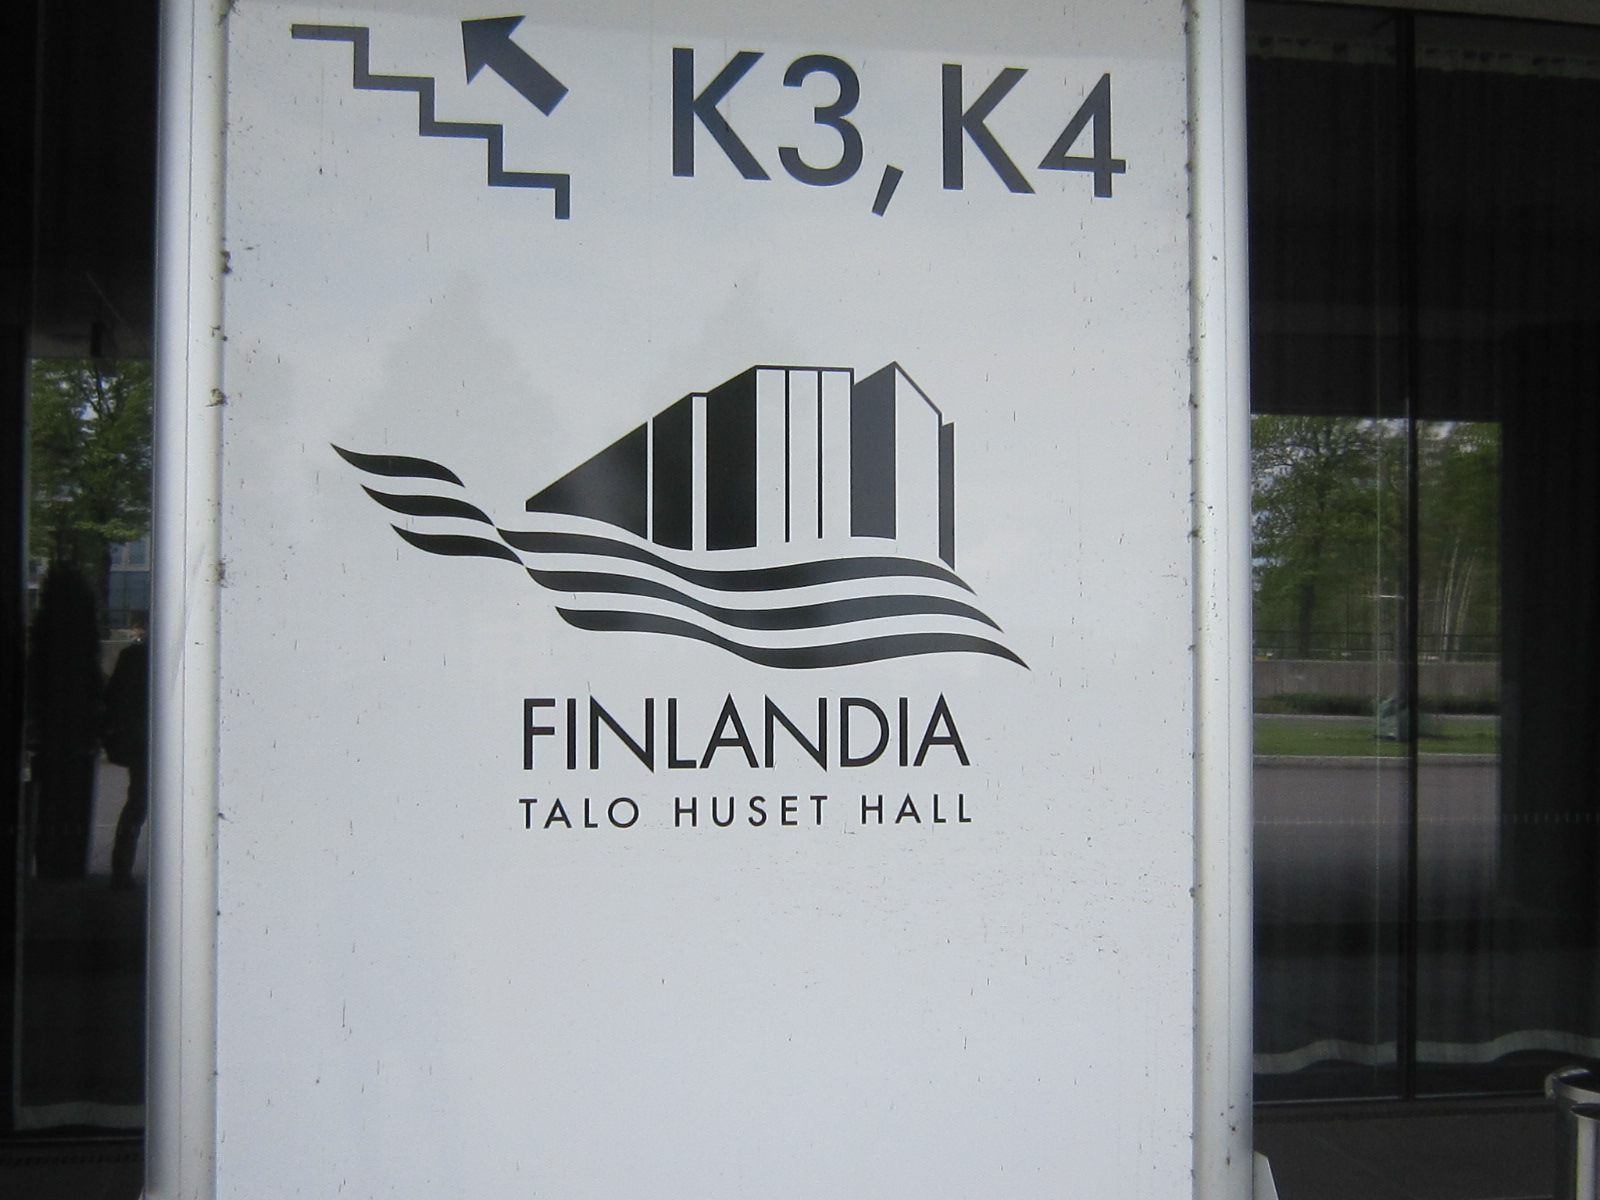 K3, K4
FINLANDIA
TALO HUSET HALL